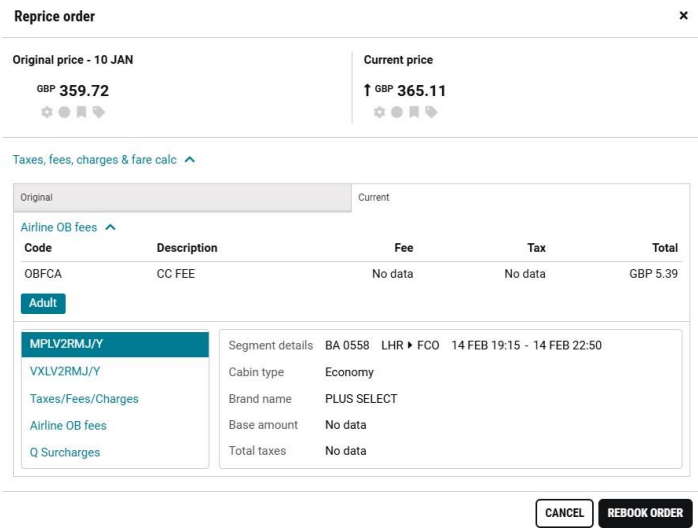 Reprice order ×
Original price - 10 JAN Current price
GBP 359.72 ↑ GBP 365.11
Taxes, fees, charges & fare calc
Original Current
Airline OB fees
Code Description Fee Tax Total
OBFCA CC FEE No data No data GBP 5.39
Adult
MPLV2RMJ/Y
VXLV2RMJ/Y
Taxes/Fees/Charges
Airline OB fees
Q Surcharges
Segment details BA 0558 LHR ▸ FCO 14 FEB 19:15 - 14 FEB 22:50
Cabin type Economy
Brand name PLUS SELECT
Base amount No data
Total taxes No data
CANCEL REBOOK ORDER